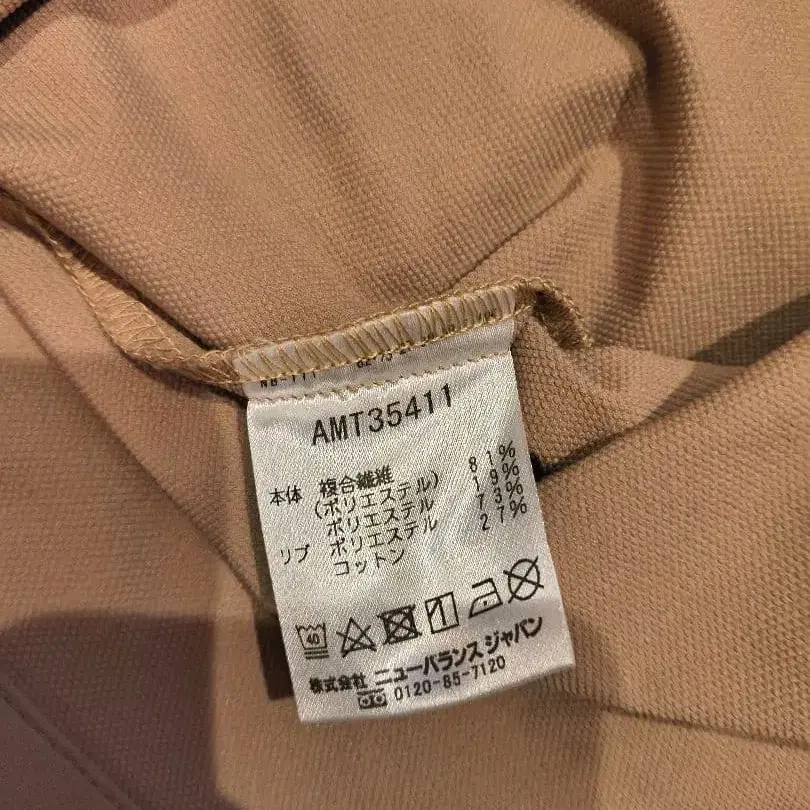 AMT35411
本体 複合繊維 81%
(ポリエステル)
ポリエステル 19%
リブ ポリエステル 73%
コットン 27%
40
株式会社 ニューバランスジャパン
0120-85-7120